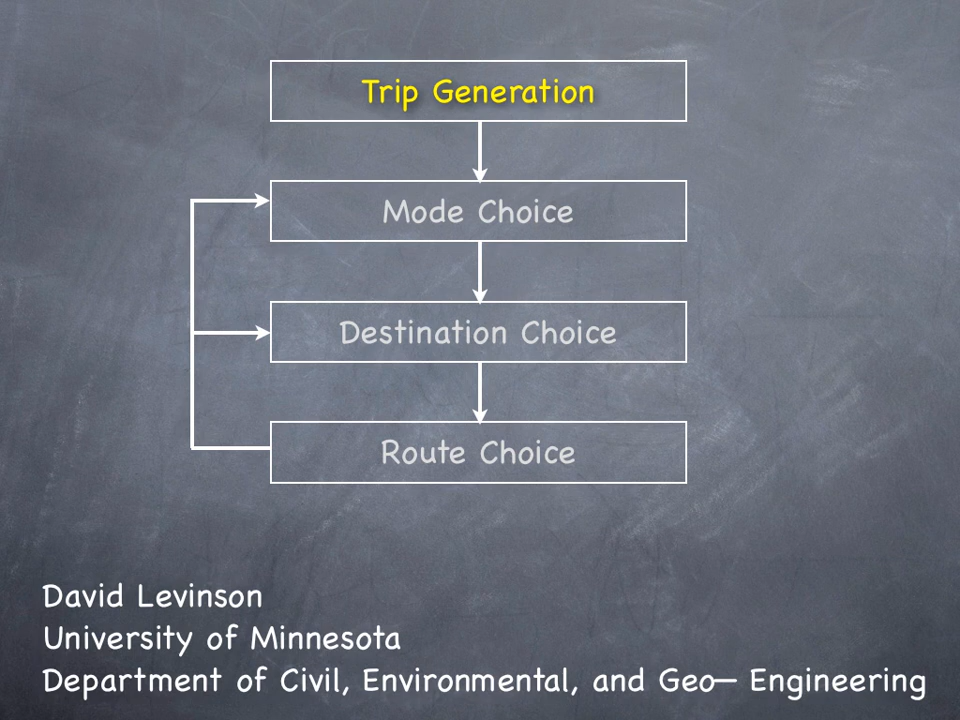 Trip Generation
Mode Choice
Destination Choice
Route Choice
David Levinson
University of Minnesota
Department of Civil, Environmental, and Geo— Engineering